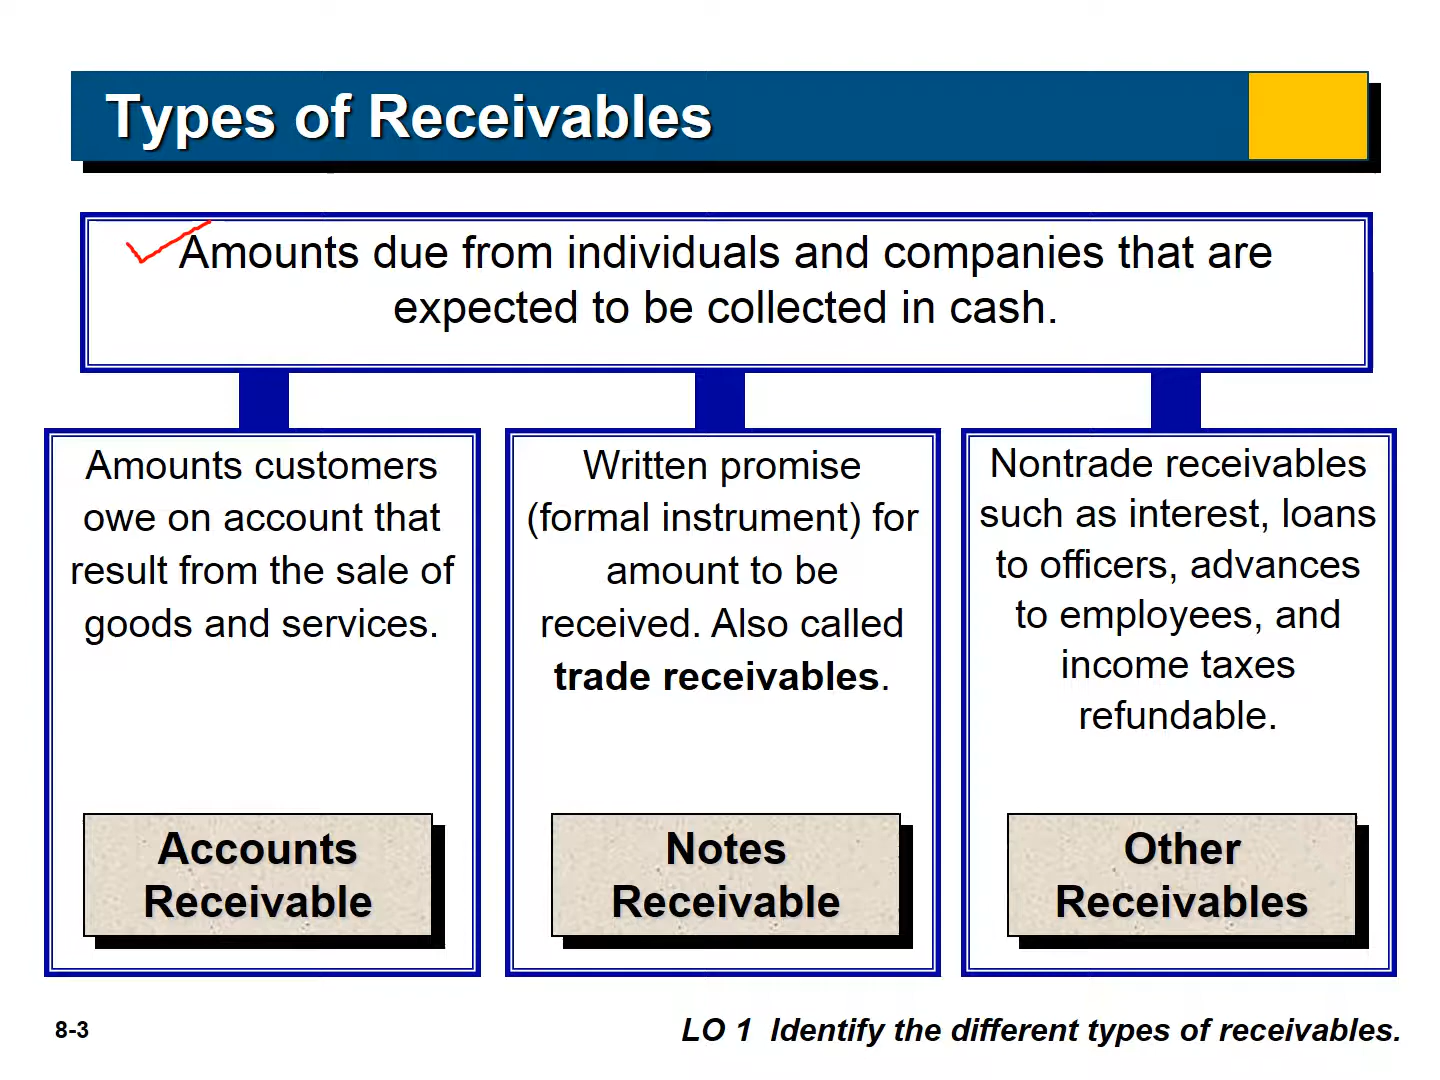 Types of Receivables
Amounts due from individuals and companies that are
expected to be collected in cash.
Amounts customers
owe on account that
result from the sale of
goods and services.
Accounts
Receivable
Written promise
(formal instrument) for
amount to be
received. Also called
trade receivables.
Notes
Receivable
Nontrade receivables
such as interest, loans
to officers, advances
to employees, and
income taxes
refundable.
Other
Receivables
8-3
LO 1 Identify the different types of receivables.